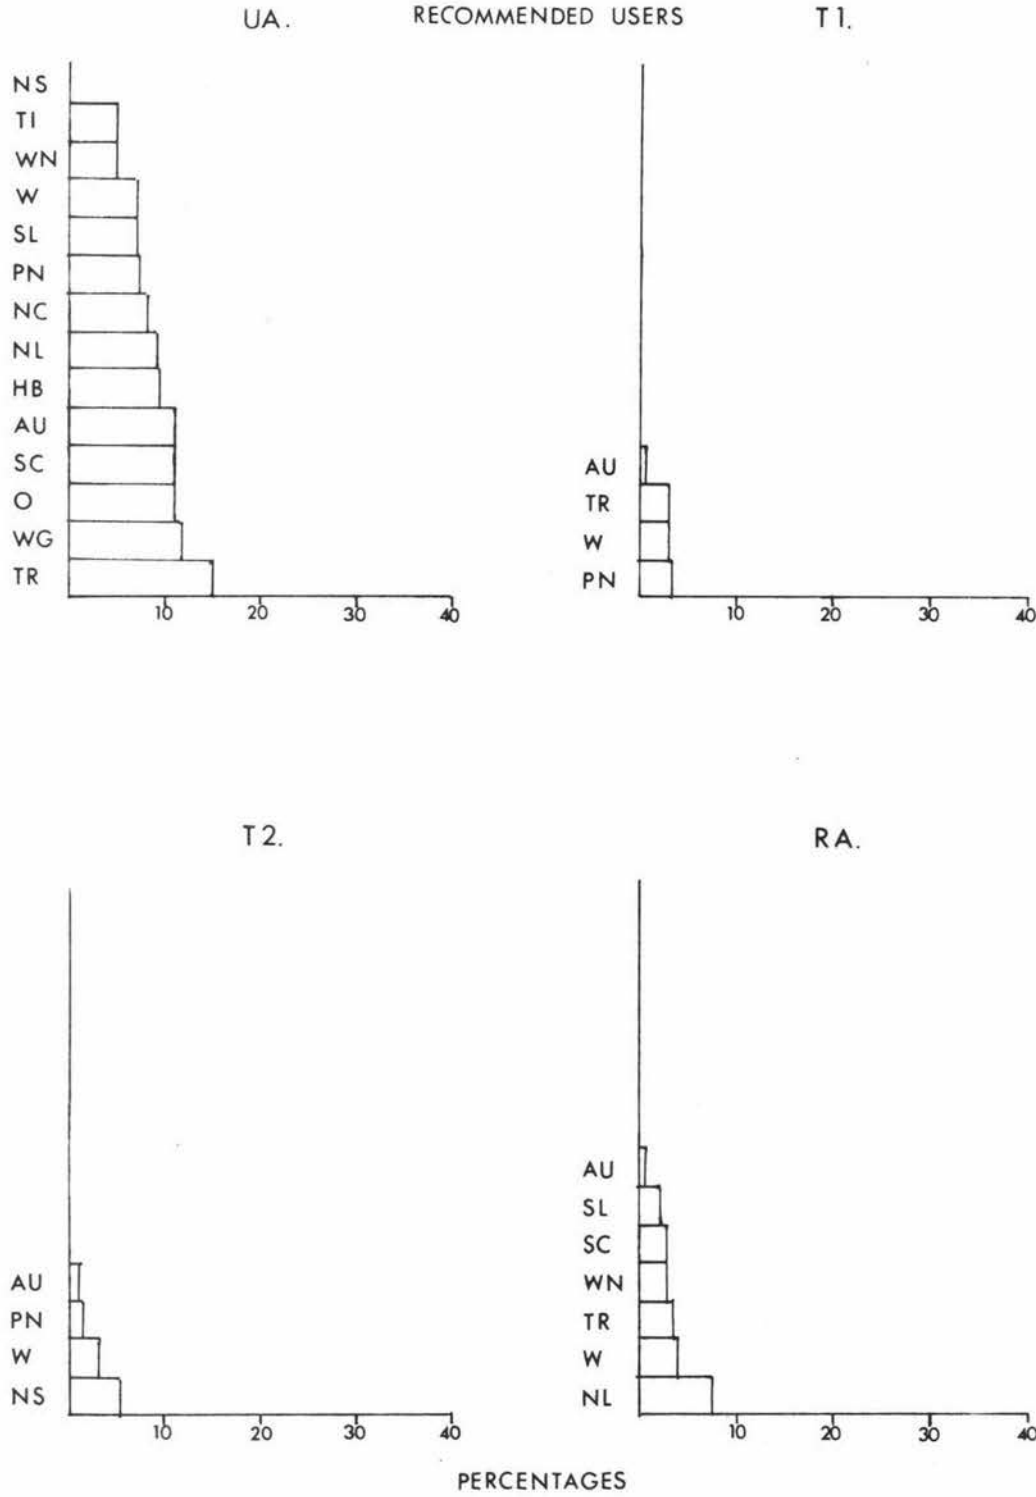 RECOMMENDED USERS
UA.
NS
TI
WN
W
SL
PN
NC
NL
HB
AU
SC
O
WG
TR
10 20 30 40
T1.
AU
TR
W
PN
10 20 30 40
T2.
AU
PN
W
NS
10 20 30 40
RA.
AU
SL
SC
WN
TR
W
NL
10 20 30 40
PERCENTAGES